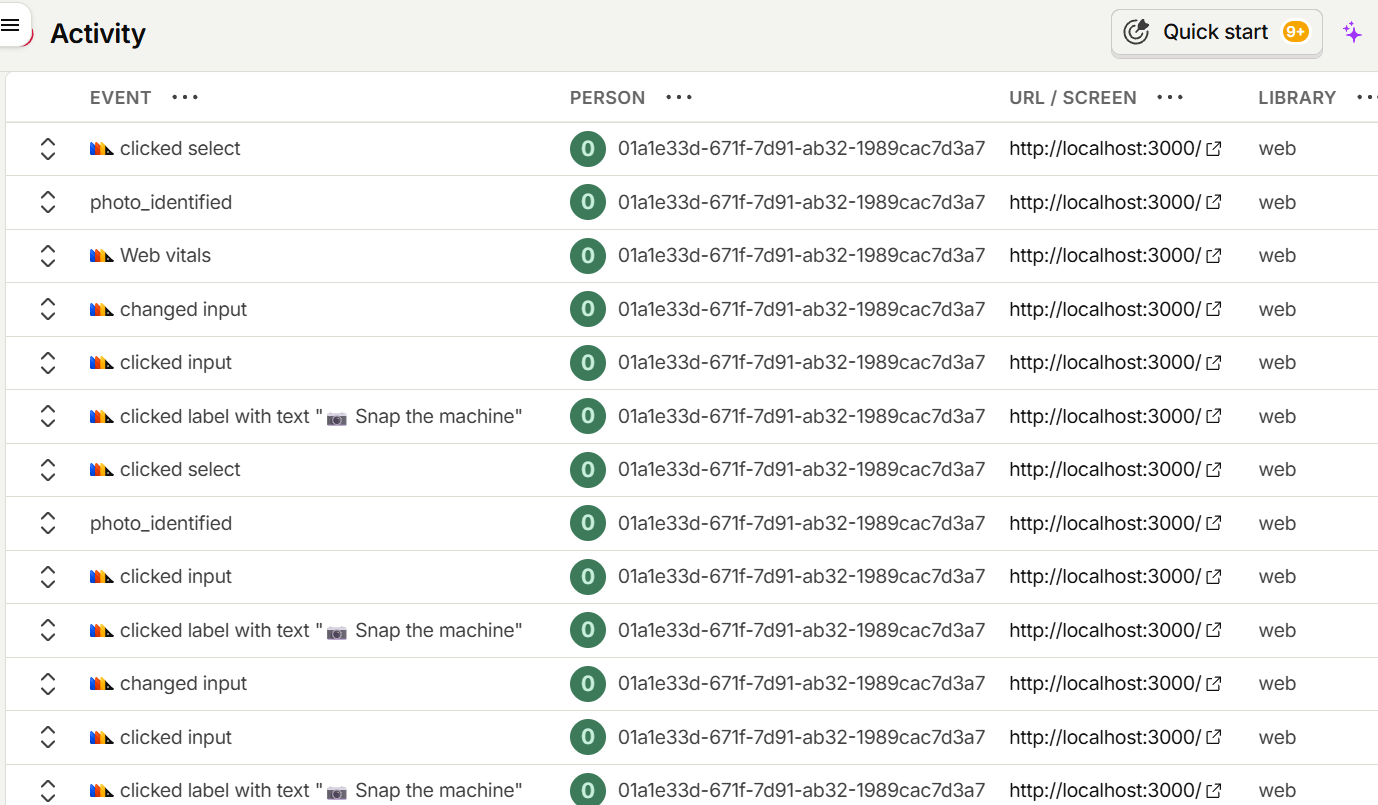 Activity
Quick start 9+
EVENT ••• PERSON ••• URL / SCREEN ••• LIBRARY •••
clicked select 0 01a1e33d-671f-7d91-ab32-1989cac7d3a7 http://localhost:3000/ web
photo_identified 0 01a1e33d-671f-7d91-ab32-1989cac7d3a7 http://localhost:3000/ web
Web vitals 0 01a1e33d-671f-7d91-ab32-1989cac7d3a7 http://localhost:3000/ web
changed input 0 01a1e33d-671f-7d91-ab32-1989cac7d3a7 http://localhost:3000/ web
clicked input 0 01a1e33d-671f-7d91-ab32-1989cac7d3a7 http://localhost:3000/ web
clicked label with text "📷 Snap the machine" 0 01a1e33d-671f-7d91-ab32-1989cac7d3a7 http://localhost:3000/ web
clicked select 0 01a1e33d-671f-7d91-ab32-1989cac7d3a7 http://localhost:3000/ web
photo_identified 0 01a1e33d-671f-7d91-ab32-1989cac7d3a7 http://localhost:3000/ web
clicked input 0 01a1e33d-671f-7d91-ab32-1989cac7d3a7 http://localhost:3000/ web
clicked label with text "📷 Snap the machine" 0 01a1e33d-671f-7d91-ab32-1989cac7d3a7 http://localhost:3000/ web
changed input 0 01a1e33d-671f-7d91-ab32-1989cac7d3a7 http://localhost:3000/ web
clicked input 0 01a1e33d-671f-7d91-ab32-1989cac7d3a7 http://localhost:3000/ web
clicked label with text "📷 Snap the machine" 0 01a1e33d-671f-7d91-ab32-1989cac7d3a7 http://localhost:3000/ web